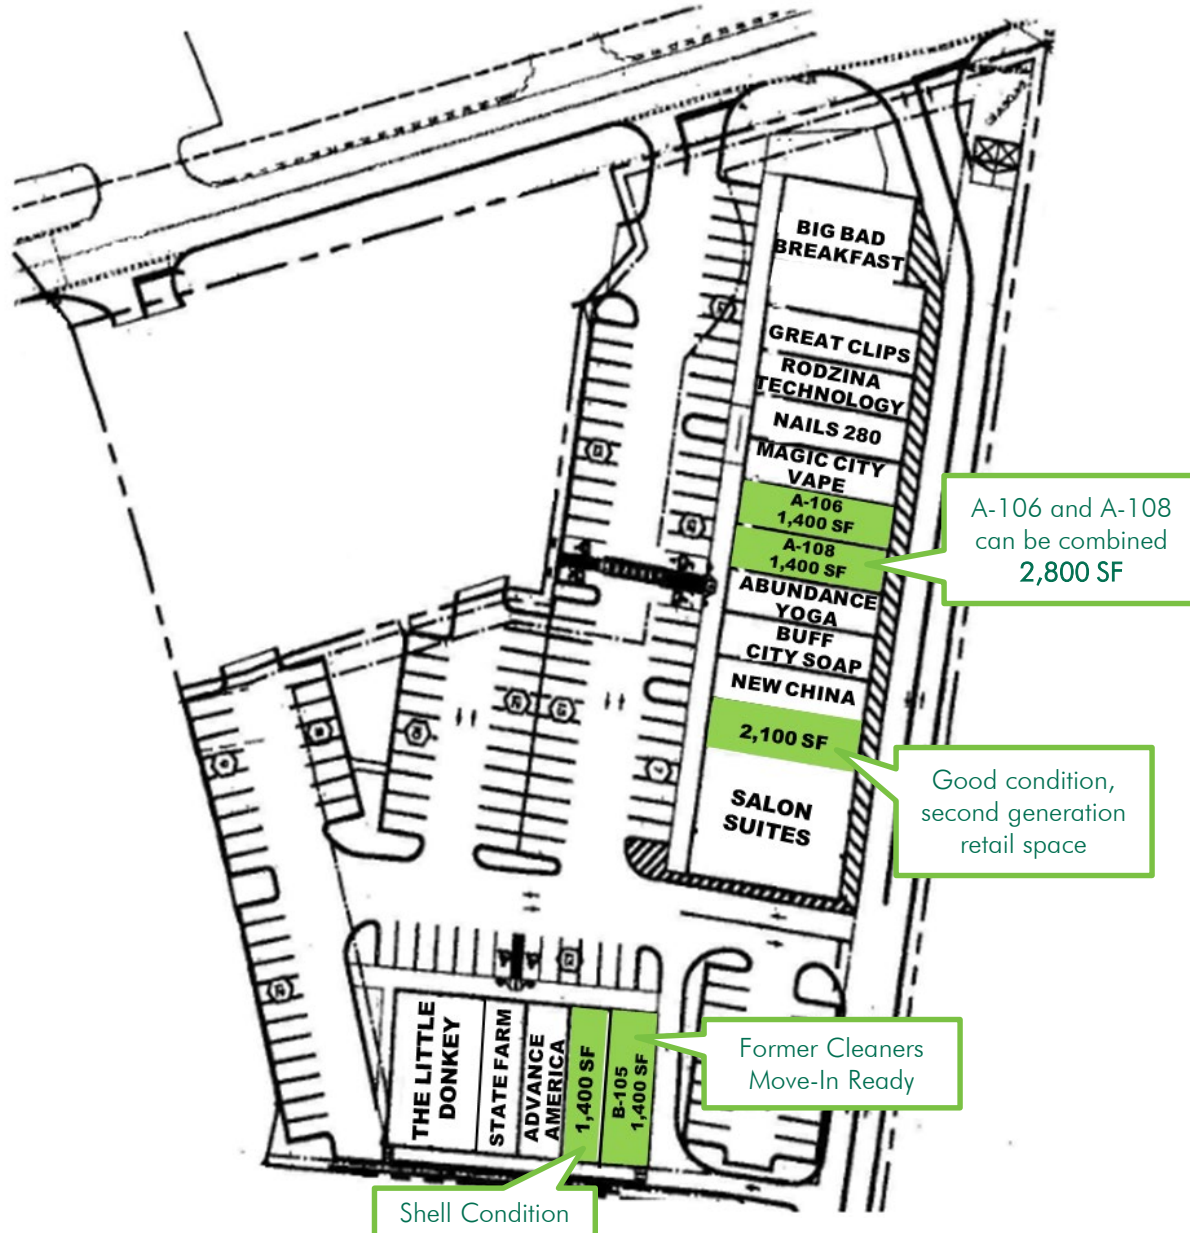 BIG BAD
BREAKFAST
GREAT CLIPS
RODZINA
TECHNOLOGY
NAILS 280
MAGIC CITY
VAPE
A-106
1,400 SF
A-108
1,400 SF
A-106 and A-108
can be combined
2,800 SF
ABUNDANCE
YOGA
BUFF
CITY SOAP
NEW CHINA
2,100 SF
Good condition,
second generation
retail space
SALON
SUITES
THE LITTLE
DONKEY
STATE FARM
ADVANCE
AMERICA
1,400 SF
B-105
1,400 SF
Former Cleaners
Move-In Ready
Shell Condition